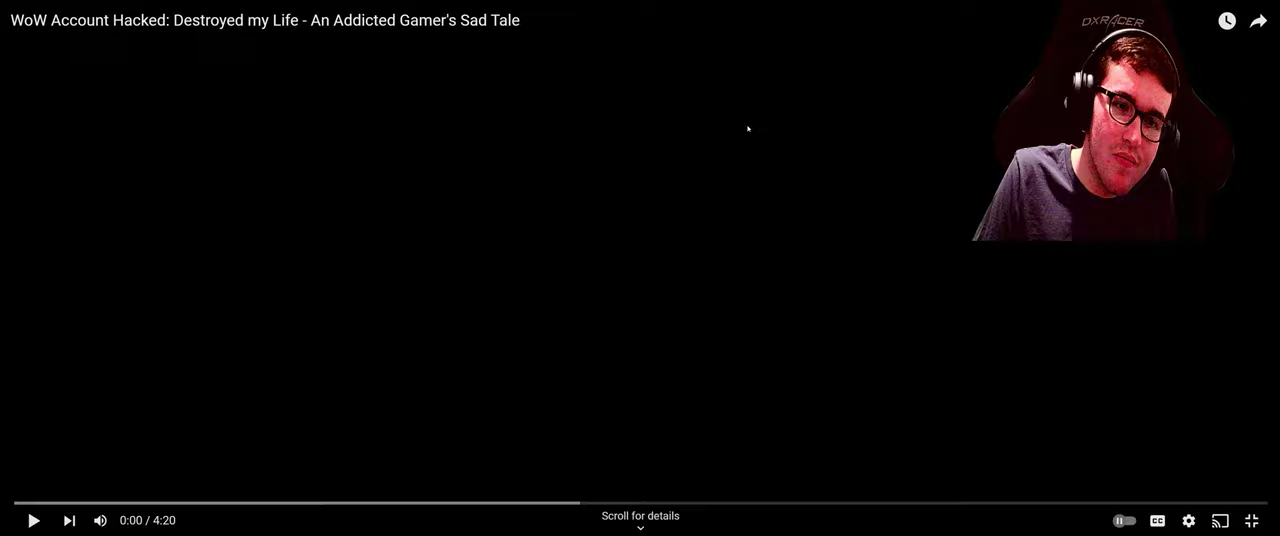 WoW Account Hacked: Destroyed my Life - An Addicted Gamer's Sad Tale
DXRACER
0:00 / 4:20
Scroll for details
CC